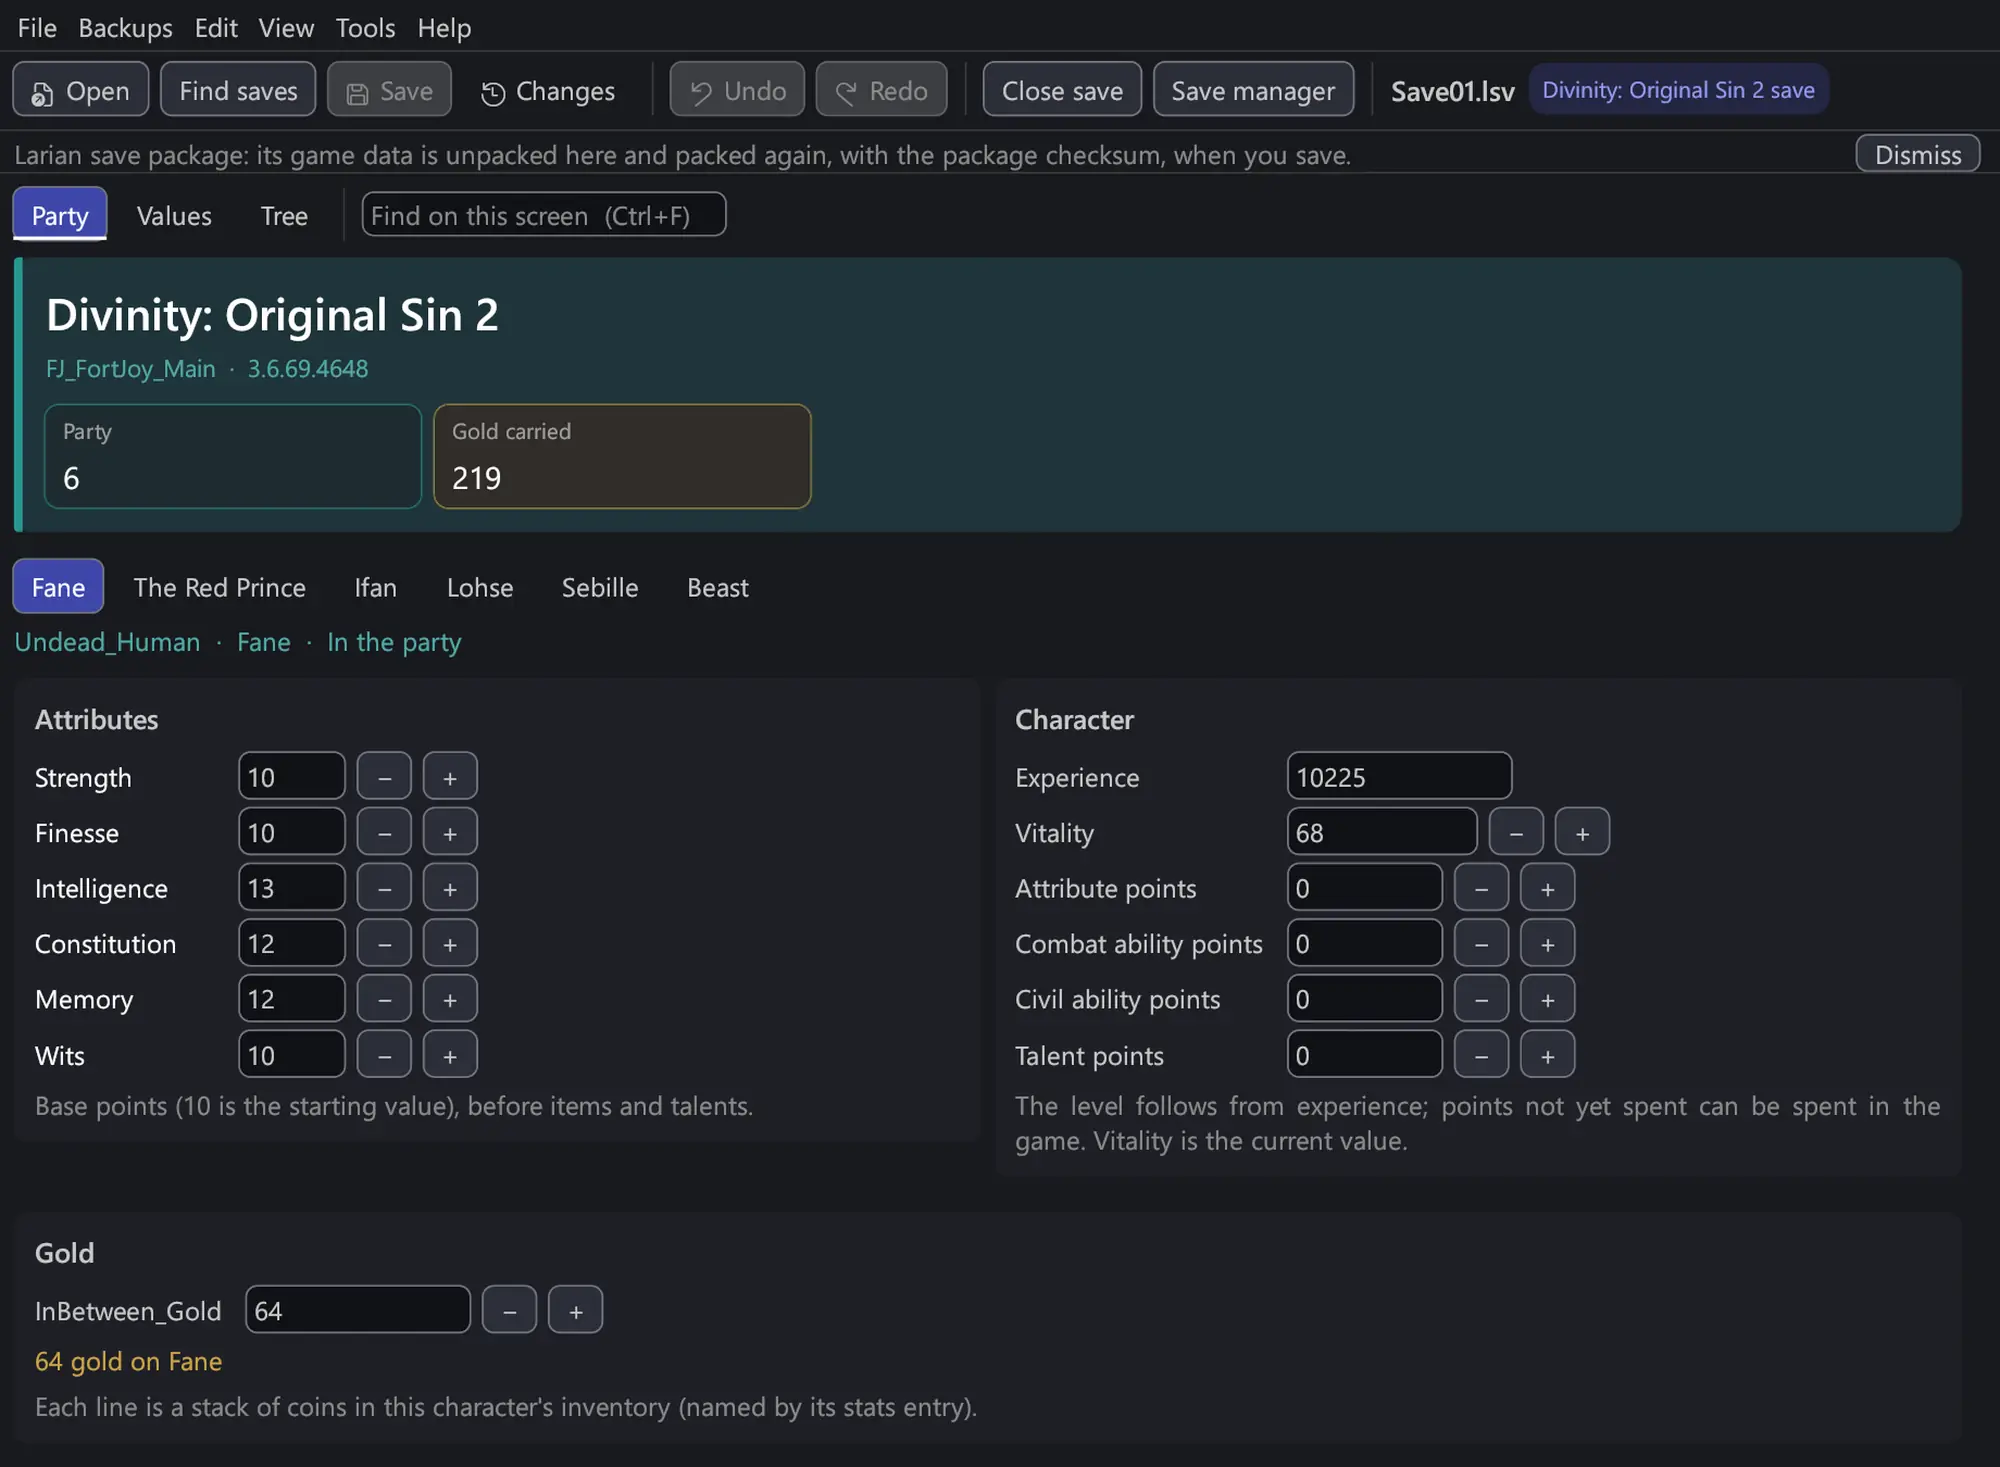 File Backups Edit View Tools Help
Open Find saves Save Changes Undo Redo Close save Save manager Save01.lsv Divinity: Original Sin 2 save
Larian save package: its game data is unpacked here and packed again, with the package checksum, when you save. Dismiss
Party Values Tree Find on this screen (Ctrl+F)
Divinity: Original Sin 2
FJ_FortJoy_Main · 3.6.69.4648
Party Gold carried
6 219
Fane The Red Prince Ifan Lohse Sebille Beast
Undead_Human · Fane · In the party
Attributes
Strength 10 – +
Finesse 10 – +
Intelligence 13 – +
Constitution 12 – +
Memory 12 – +
Wits 10 – +
Base points (10 is the starting value), before items and talents.
Character
Experience 10225
Vitality 68 – +
Attribute points 0 – +
Combat ability points 0 – +
Civil ability points 0 – +
Talent points 0 – +
The level follows from experience; points not yet spent can be spent in the
game. Vitality is the current value.
Gold
InBetween_Gold 64 – +
64 gold on Fane
Each line is a stack of coins in this character's inventory (named by its stats entry).